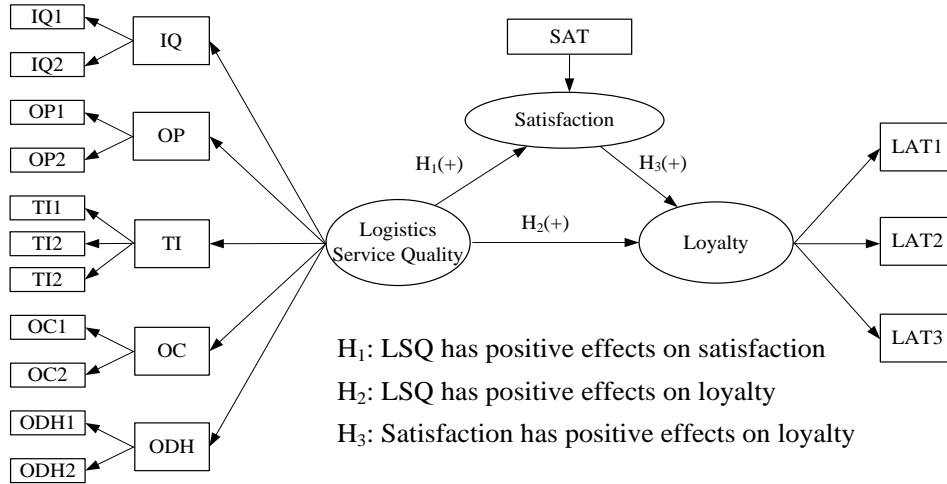 IQ1
IQ2
IQ
OP1
OP2
OP
TI1
TI2
TI2
TI
OC1
OC2
OC
ODH1
ODH2
ODH
Logistics
Service Quality
SAT
Satisfaction
H₁(+)
H₃(+)
H₂(+)
Loyalty
LAT1
LAT2
LAT3
H₁: LSQ has positive effects on satisfaction
H₂: LSQ has positive effects on loyalty
H₃: Satisfaction has positive effects on loyalty